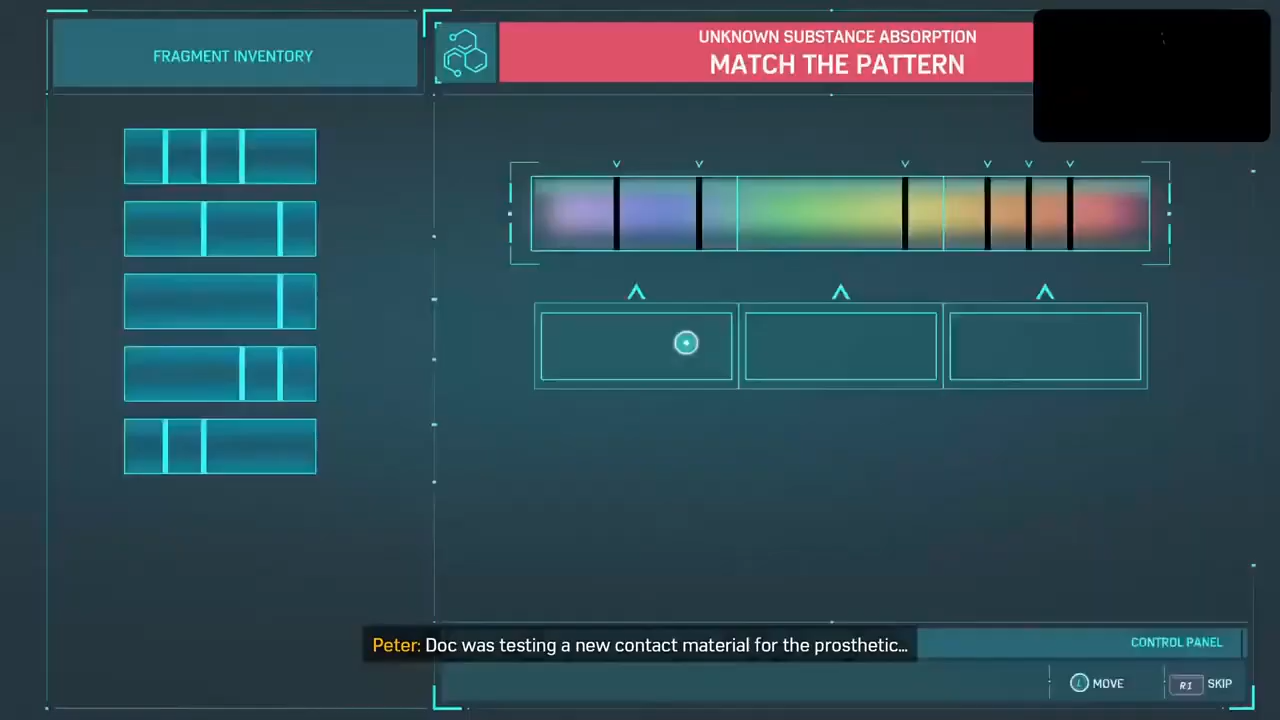 FRAGMENT INVENTORY
UNKNOWN SUBSTANCE ABSORPTION
MATCH THE PATTERN
Peter: Doc was testing a new contact material for the prosthetic...
CONTROL PANEL
L MOVE
R1 SKIP